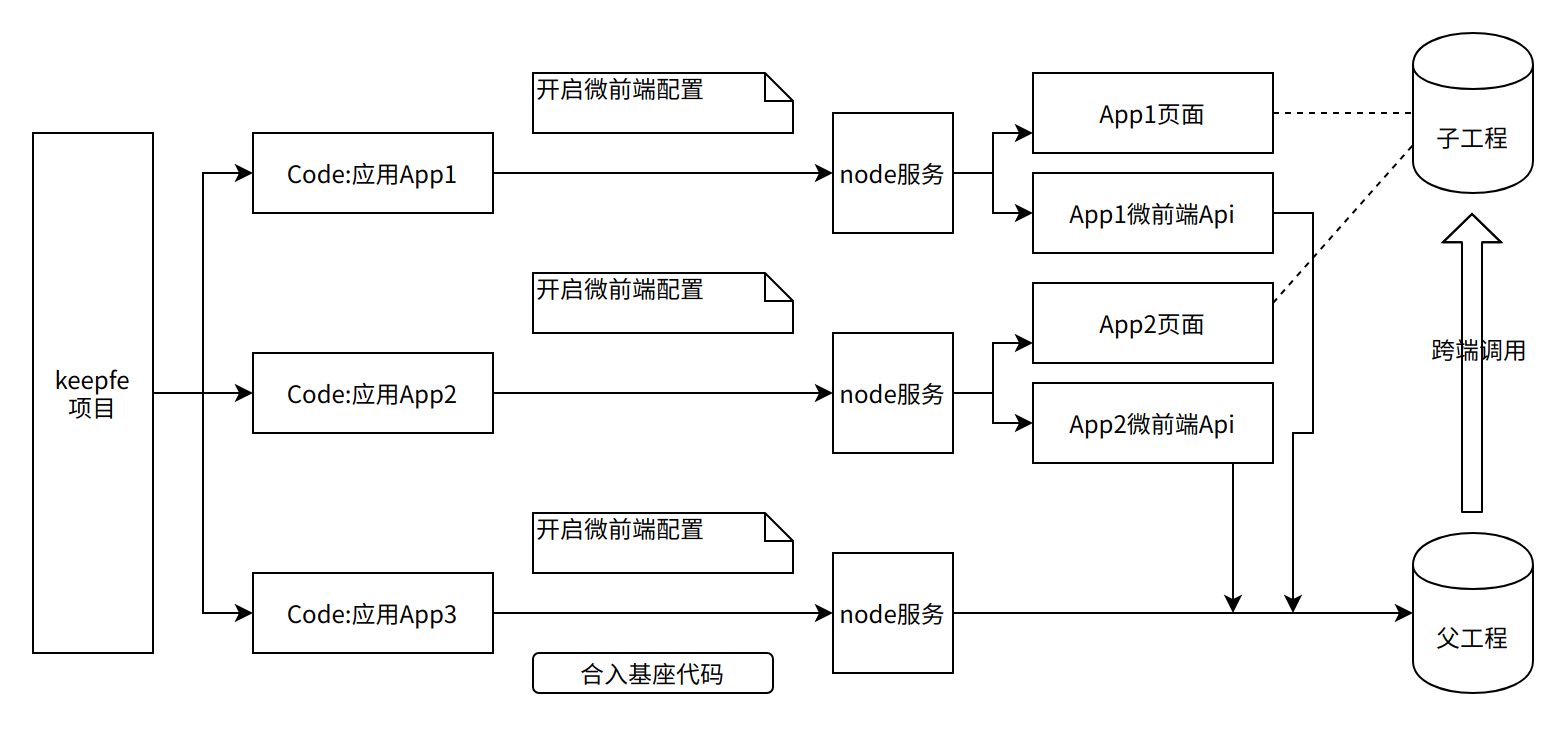 开启微前端配置
App1页面
子工程
Code:应用App1
node服务
App1微前端Api
开启微前端配置
App2页面
跨端调用
keepfe
项目
Code:应用App2
node服务
App2微前端Api
开启微前端配置
Code:应用App3
node服务
父工程
合入基座代码